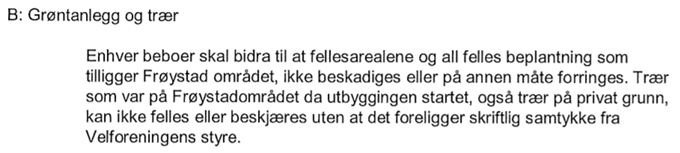 B: Grøntanlegg og trær
Enhver beboer skal bidra til at fellesarealene og all felles beplantning som
tilligger Frøystad området, ikke beskadiges eller på annen måte forringes. Trær
som var på Frøystadområdet da utbyggingen startet, også trær på privat grunn,
kan ikke felles eller beskjæres uten at det foreligger skriftlig samtykke fra
Velforeningens styre.